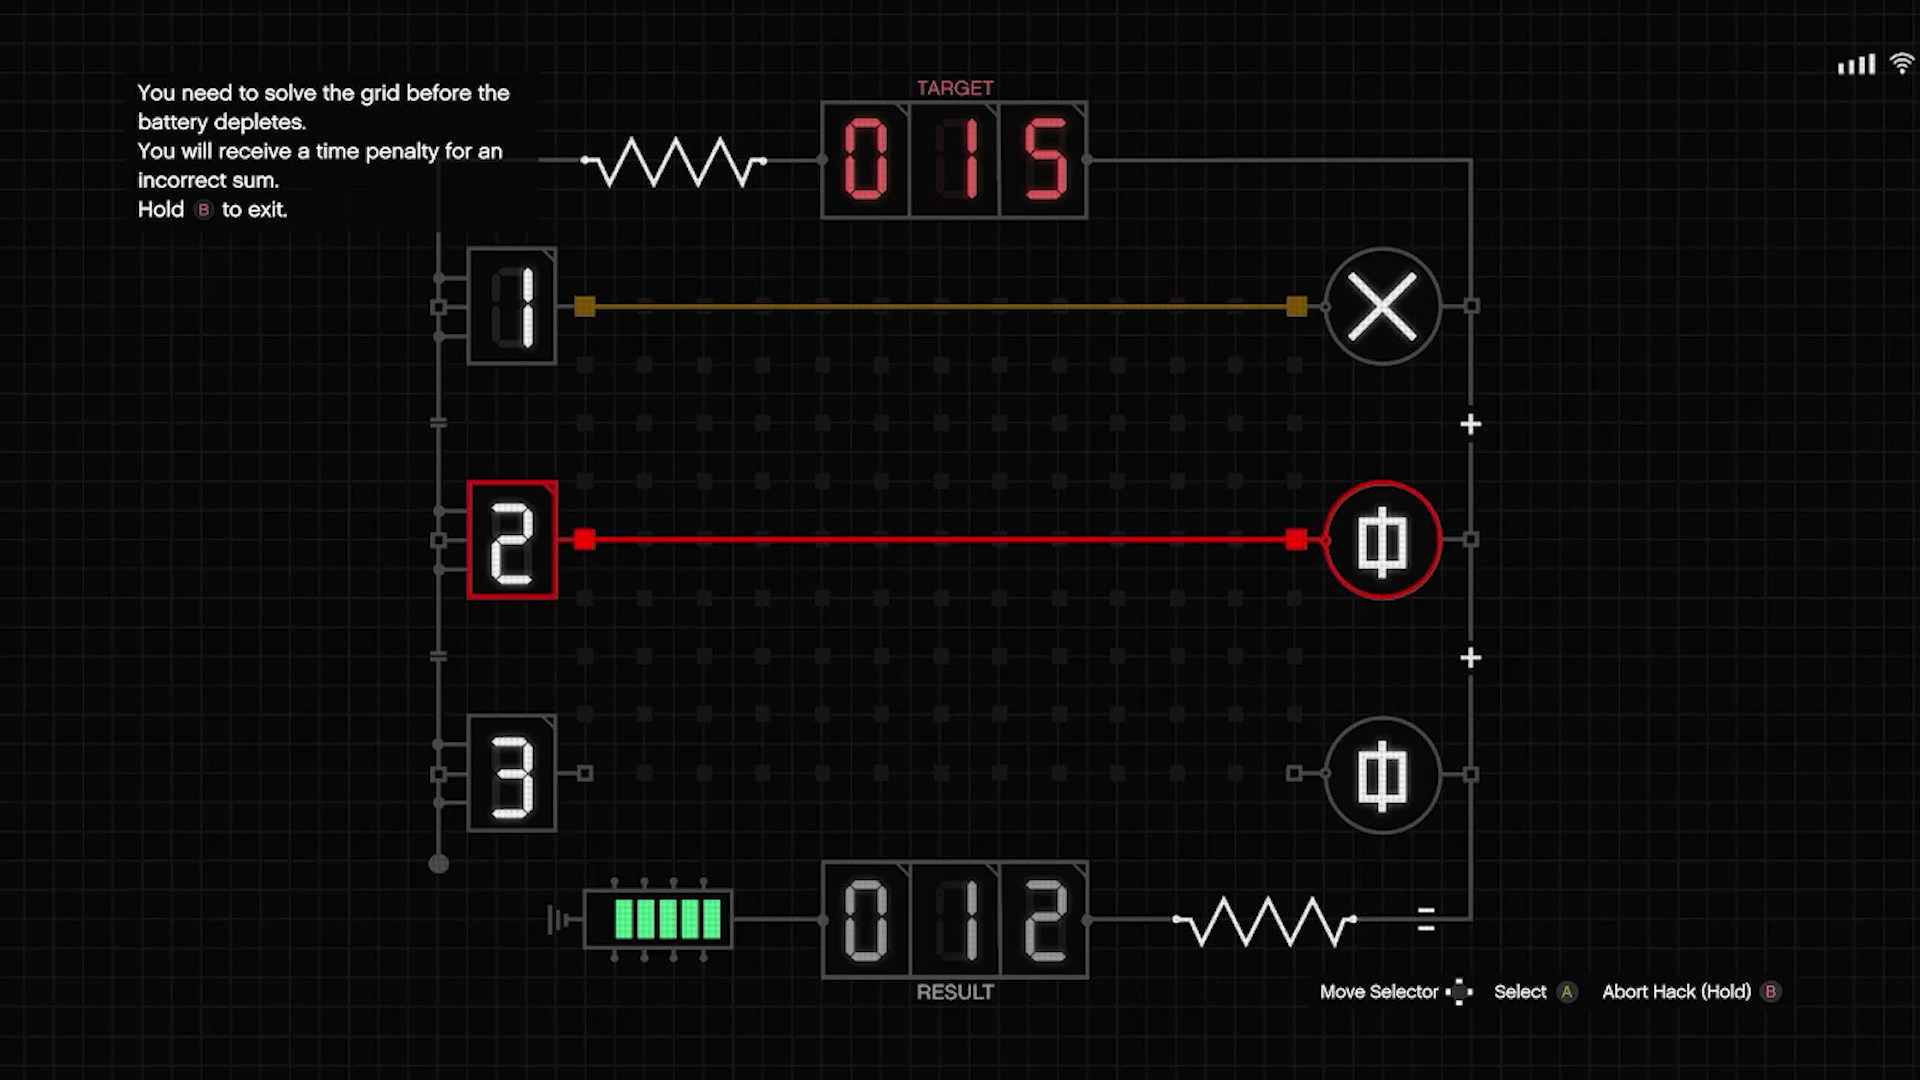 You need to solve the grid before the
battery depletes.
You will receive a time penalty for an
incorrect sum.
Hold B to exit.
TARGET
015
1
2
+
3
+
012
=
RESULT
Move Selector Select A Abort Hack (Hold) B